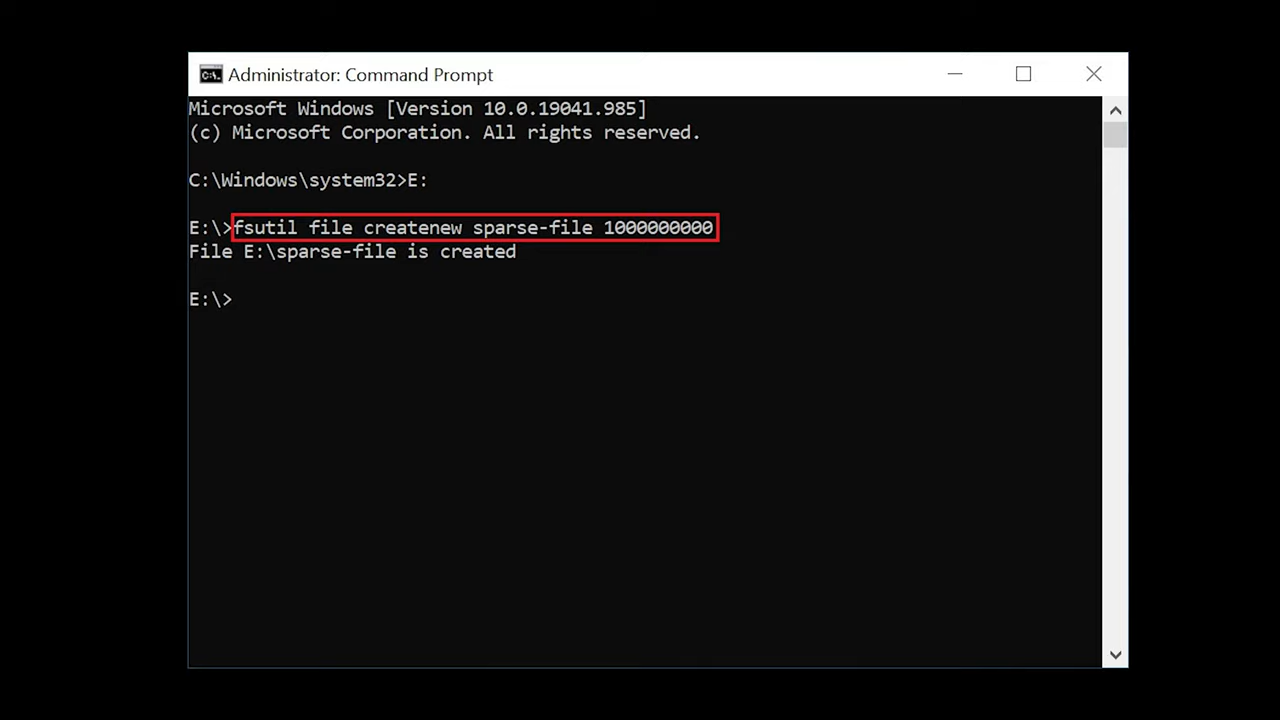 Administrator: Command Prompt
Microsoft Windows [Version 10.0.19041.985]
(c) Microsoft Corporation. All rights reserved.
C:\Windows\system32>E:
E:\>fsutil file createnew sparse-file 1000000000
File E:\sparse-file is created
E:\>